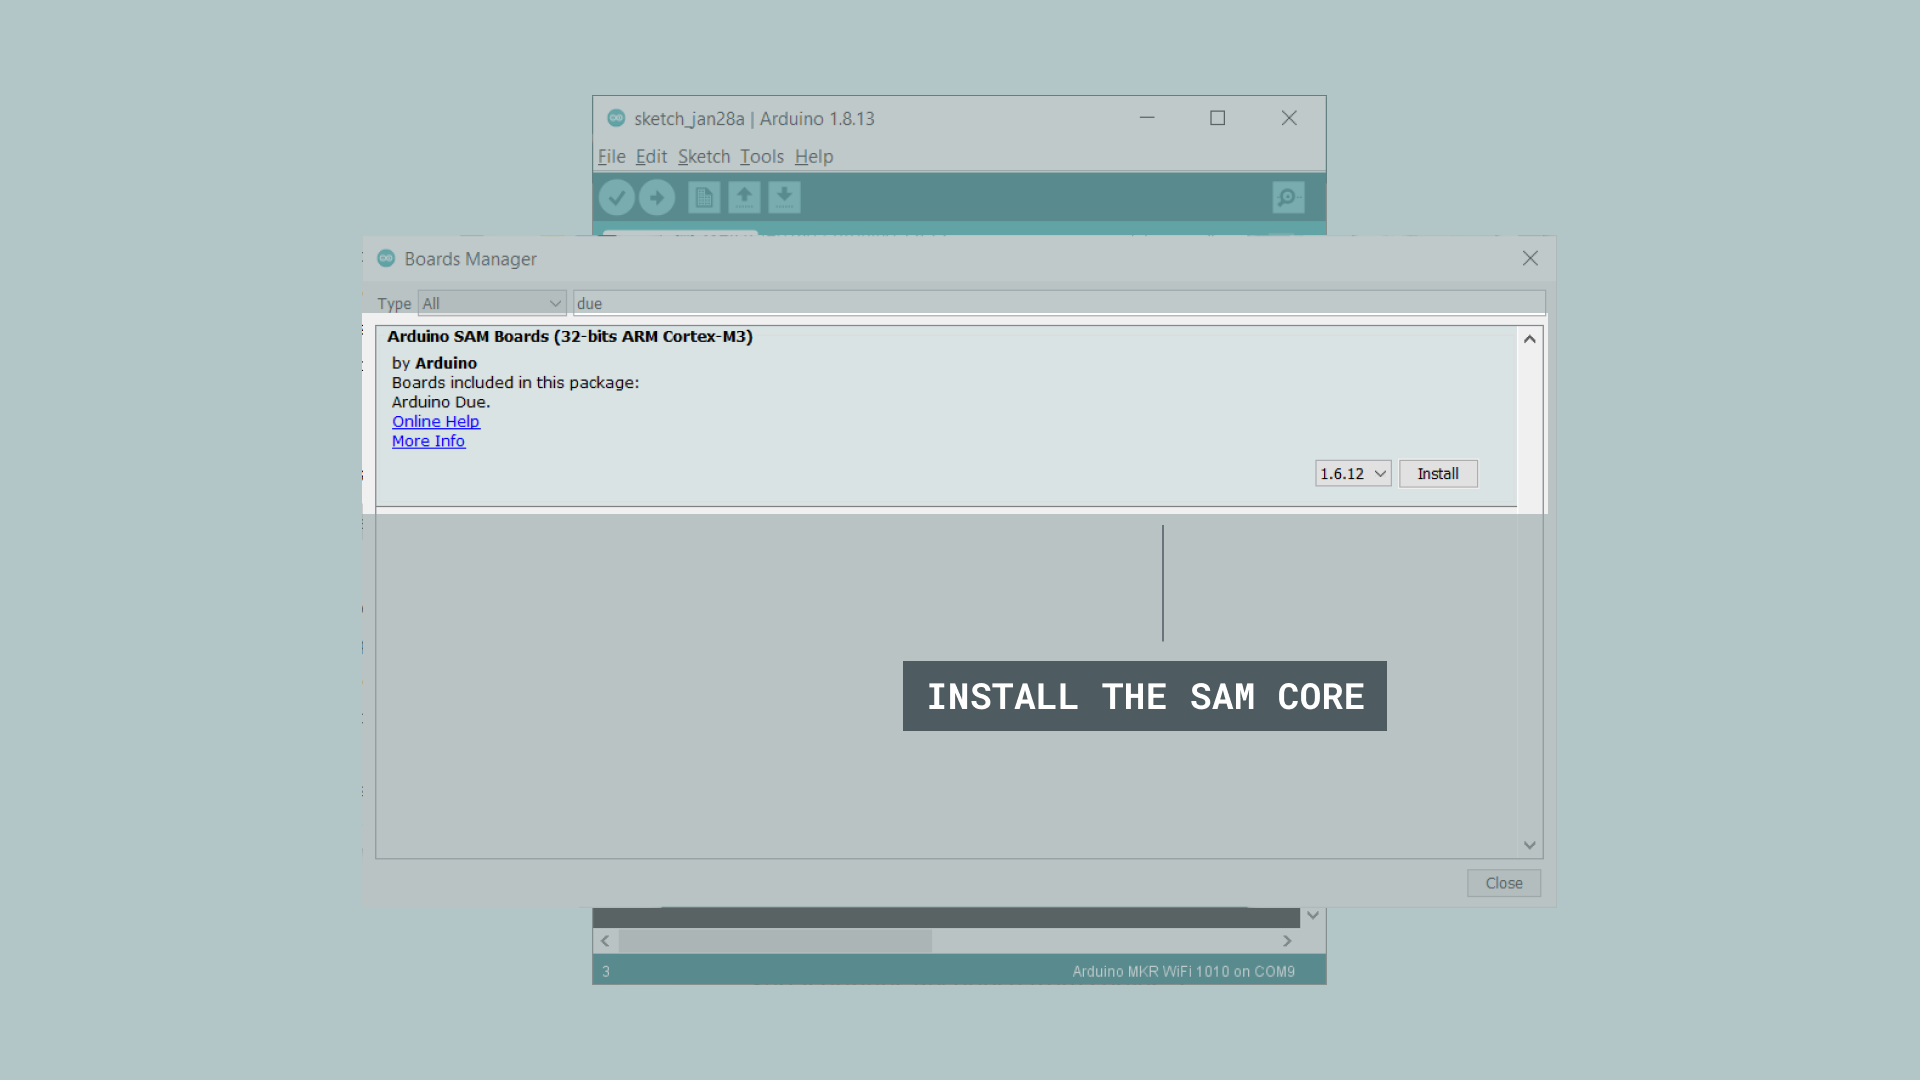 sketch_jan28a | Arduino 1.8.13
File Edit Sketch Tools Help
Boards Manager
Type All due
Arduino SAM Boards (32-bits ARM Cortex-M3)
by Arduino
Boards included in this package:
Arduino Due.
Online Help
More Info
1.6.12 Install
INSTALL THE SAM CORE
Close
3 Arduino MKR WiFi 1010 on COM9